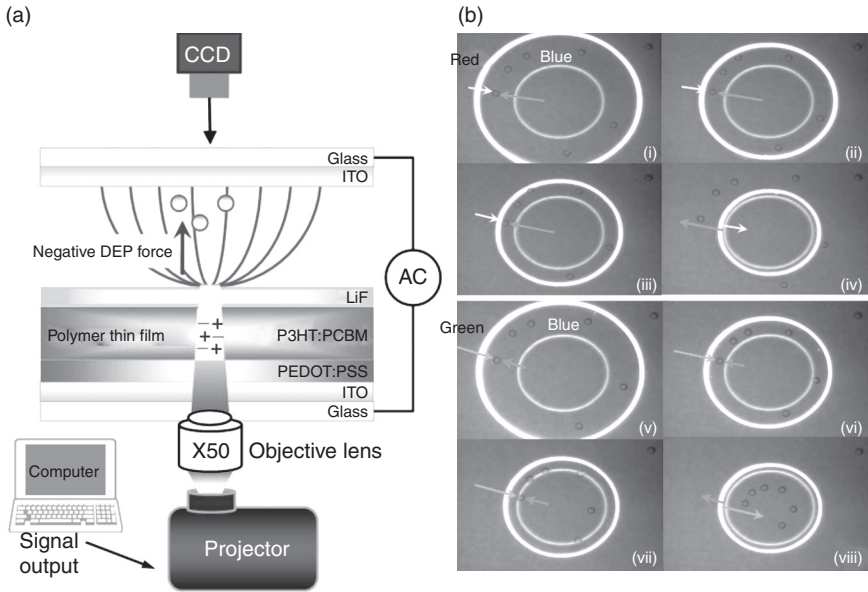 (a)
CCD
Glass
ITO
Negative DEP force
AC
LiF
Polymer thin film
P3HT:PCBM
PEDOT:PSS
ITO
Glass
X50
Objective lens
Computer
Signal
output
Projector
(b)
Red
Blue
(i)
(ii)
(iii)
(iv)
Green
Blue
(v)
(vi)
(vii)
(viii)